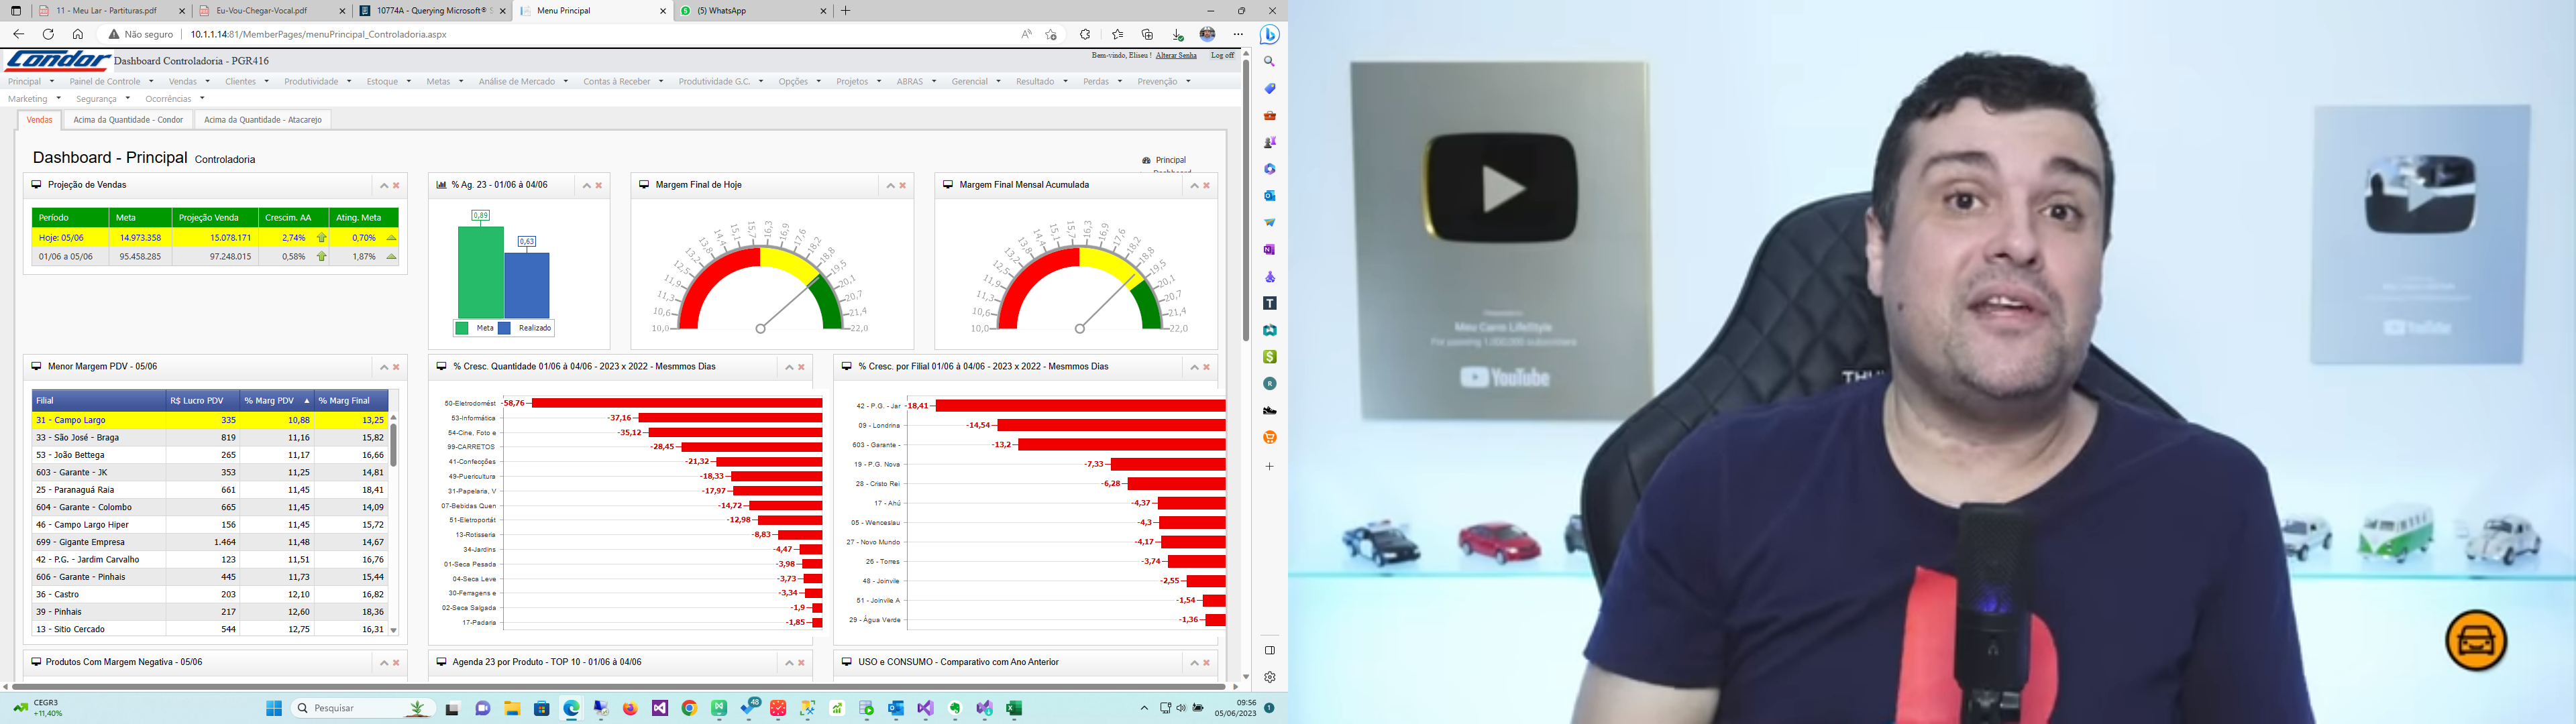 11 - Meu Lar - Partituras.pdf
Eu-Vou-Chegar-Vocal.pdf
10774A - Querying Microsoft®
Menu Principal
(5) WhatsApp
Não seguro
10.1.1.14:81/MemberPages/menuPrincipal_Controladoria.aspx
Condor
Dashboard Controladoria - PGR416
Bem-vindo, Eliseu ! Alterar Senha Log off
Principal Painel de Controle Vendas Clientes Produtividade Estoque Metas Análise de Mercado Contas à Receber Produtividade G.C. Opções Projetos ABRAS Gerencial Resultado Perdas Prevenção
Marketing Segurança Ocorrências
Vendas Acima da Quantidade - Condor Acima da Quantidade - Atacarejo
Dashboard - Principal Controladoria
Principal
Dashboard
Projeção de Vendas
Período Meta Projeção Venda Crescim. AA Ating. Meta
Hoje: 05/06 14.973.358 15.078.171 2,74% 0,70%
01/06 a 05/06 95.458.285 97.248.015 0,58% 1,87%
% Ag. 23 - 01/06 à 04/06
0,89
0,63
Meta Realizado
Margem Final de Hoje
10,0 10,6 11,3 11,9 12,5 13,2 13,8 14,4 15,1 15,7 16,3 16,9 17,6 18,2 18,8 19,5 20,1 20,7 21,4 22,0
Margem Final Mensal Acumulada
10,0 10,6 11,3 11,9 12,5 13,2 13,8 14,4 15,1 15,7 16,3 16,9 17,6 18,2 18,8 19,5 20,1 20,7 21,4 22,0
Menor Margem PDV - 05/06
Filial R$ Lucro PDV % Marg PDV % Marg Final
31 - Campo Largo 335 10,88 13,25
33 - São José - Braga 819 11,16 15,82
53 - João Bettega 265 11,17 16,66
603 - Garante - JK 353 11,25 14,81
25 - Paranaguá Raia 661 11,45 18,41
604 - Garante - Colombo 665 11,45 14,09
46 - Campo Largo Hiper 156 11,45 15,72
699 - Gigante Empresa 1.464 11,48 14,67
42 - P.G. - Jardim Carvalho 123 11,51 16,76
606 - Garante - Pinhais 445 11,73 15,44
36 - Castro 203 12,10 16,82
39 - Pinhais 217 12,60 18,36
13 - Sitio Cercado 544 12,75 16,31
% Cresc. Quantidade 01/06 à 04/06 - 2023 x 2022 - Mesmmos Dias
50-Eletrodomést -58,76
53-Informática -37,16
54-Cine, Foto e -35,12
99-CARRETOS -28,45
41-Confecções -21,32
49-Puericultura -18,33
31-Papelaria, V -17,97
07-Bebidas Quen -14,72
51-Eletroportát -12,98
13-Rotisseria -8,83
34-Jardins -4,47
01-Seca Pesada -3,98
04-Seca Leve -3,73
30-Ferragens e -3,34
02-Seca Salgada -1,9
17-Padaria -1,85
% Cresc. por Filial 01/06 à 04/06 - 2023 x 2022 - Mesmmos Dias
42 - P.G. - Jar -18,41
09 - Londrina -14,54
603 - Garante - -13,2
19 - P.G. Nova -7,33
28 - Cristo Rei -6,28
17 - Ahú -4,37
05 - Wenceslau -4,3
27 - Novo Mundo -4,17
26 - Torres -3,74
48 - Joinvile -2,55
51 - Joinvile A -1,54
29 - Água Verde -1,36
Produtos Com Margem Negativa - 05/06
Agenda 23 por Produto - TOP 10 - 01/06 à 04/06
USO e CONSUMO - Comparativo com Ano Anterior
CEGR3
+11,40%
Pesquisar
48
09:56
05/06/2023
1
Meu Carro LifeStyle
For passing 1,000,000 subscribers
YouTube
YouTube
THU